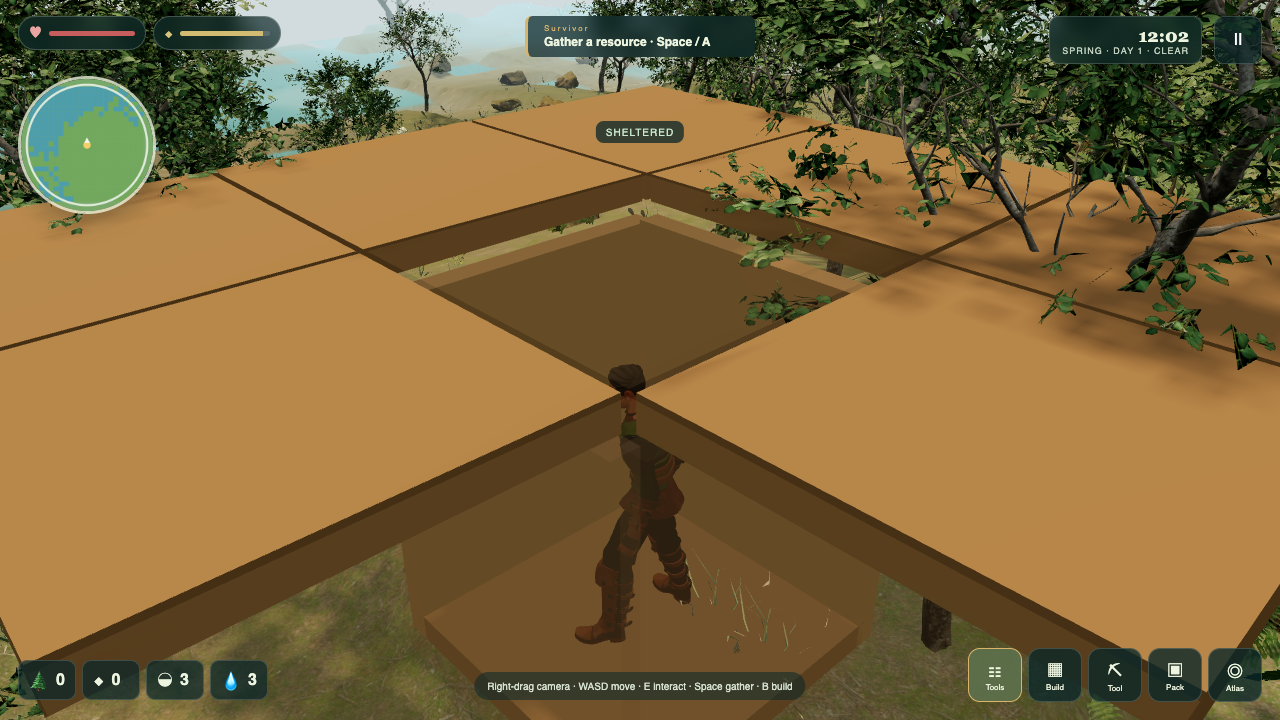 Survivor
Gather a resource · Space / A
12:02
SPRING · DAY 1 · CLEAR
SHELTERED
0
0
3
3
Right-drag camera · WASD move · E interact · Space gather · B build
Tools
Build
Tool
Pack
Atlas